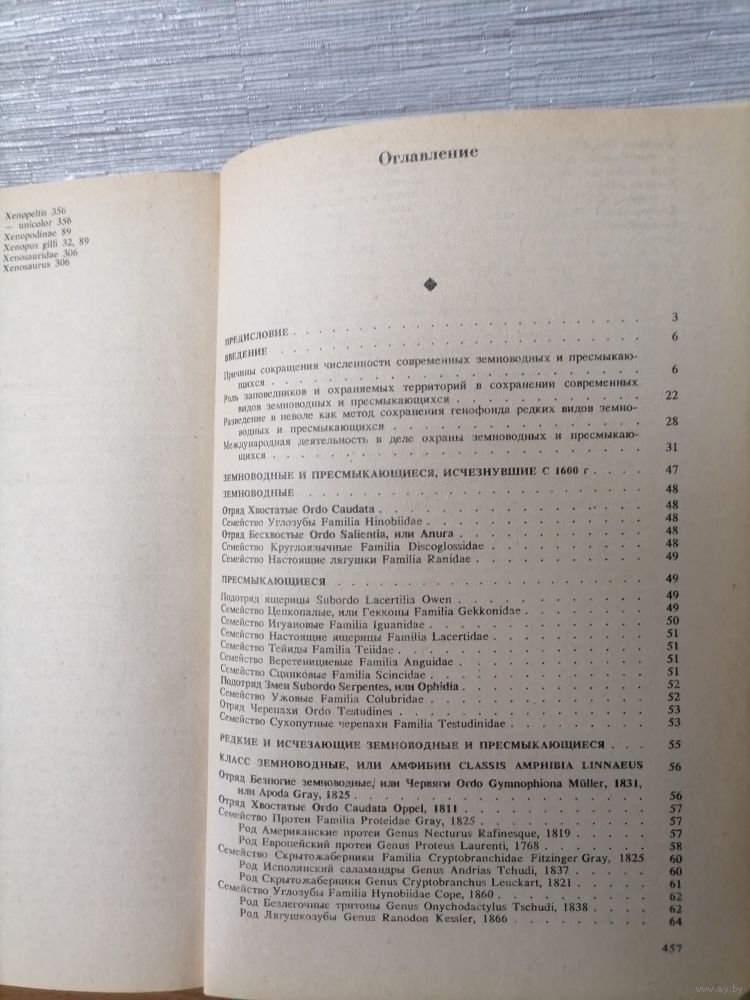 Xenopeltis 356
— unicolor 356
Xenopodinae 89
Xenopus gilli 32, 89
Xenosauridae 306
Xenosaurus 306
Оглавление
ПРЕДИСЛОВИЕ . . . 3
ВВЕДЕНИЕ . . . 6
Причины сокращения численности современных земноводных и пресмыкаю-
щихся . . . 6
Роль заповедников и охраняемых территорий в сохранении современных
видов земноводных и пресмыкающихся . . . 22
Разведение в неволе как метод сохранения генофонда редких видов земно-
водных и пресмыкающихся . . . 28
Международная деятельность в деле охраны земноводных и пресмыкаю-
щихся . . . 31
ЗЕМНОВОДНЫЕ И ПРЕСМЫКАЮЩИЕСЯ, ИСЧЕЗНУВШИЕ С 1600 г . . . 47
ЗЕМНОВОДНЫЕ . . . 48
Отряд Хвостатые Ordo Caudata . . . 48
Семейство Углозубы Familia Hinobiidae . . . 48
Отряд Бесхвостые Ordo Salientia, или Anura . . . 48
Семейство Круглоязычные Familia Discoglossidae . . . 48
Семейство Настоящие лягушки Familia Ranidae . . . 49
ПРЕСМЫКАЮЩИЕСЯ . . . 49
Подотряд ящерицы Subordo Lacertilia Owen . . . 49
Семейство Цепкопалые, или Гекконы Familia Gekkonidae . . . 49
Семейство Игуановые Familia Iguanidae . . . 50
Семейство Настоящие ящерицы Familia Lacertidae . . . 51
Семейство Тейиды Familia Teiidae . . . 51
Семейство Веретенициевые Familia Anguidae . . . 51
Семейство Сцинковые Familia Scincidae . . . 51
Подотряд Змеи Subordo Serpentes, или Ophidia . . . 52
Семейство Ужовые Familia Colubridae . . . 52
Отряд Черепахи Ordo Testudines . . . 53
Семейство Сухопутные черепахи Familia Testudinidae . . . 53
РЕДКИЕ И ИСЧЕЗАЮЩИЕ ЗЕМНОВОДНЫЕ И ПРЕСМЫКАЮЩИЕСЯ . . . 55
КЛАСС ЗЕМНОВОДНЫЕ, ИЛИ АМФИБИИ CLASSIS AMPHIBIA LINNAEUS 56
Отряд Безногие земноводные, или Червяги Ordo Gymnophiona Müller, 1831,
или Apoda Gray, 1825 . . . 56
Отряд Хвостатые Ordo Caudata Oppel, 1811 . . . 57
Семейство Протеи Familia Proteidae Gray, 1825 . . . 57
Род Американские протеи Genus Necturus Rafinesque, 1819 . . . 57
Род Европейский протеи Genus Proteus Laurenti, 1768 . . . 58
Семейство Скрытожаберники Familia Cryptobranchidae Fitzinger Gray, 1825 60
Род Исполинский саламандры Genus Andrias Tchudi, 1837 . . . 60
Род Скрытожаберники Genus Cryptobranchus Leuckart, 1821 . . . 61
Семейство Углозубы Familia Hynobiidae Cope, 1860 . . . 62
Род Безлегочные тритоны Genus Onychodactylus Tschudi, 1838 . . . 62
Род Лягушкозубы Genus Ranodon Kessler, 1866 . . . 64
457
www.ay.by